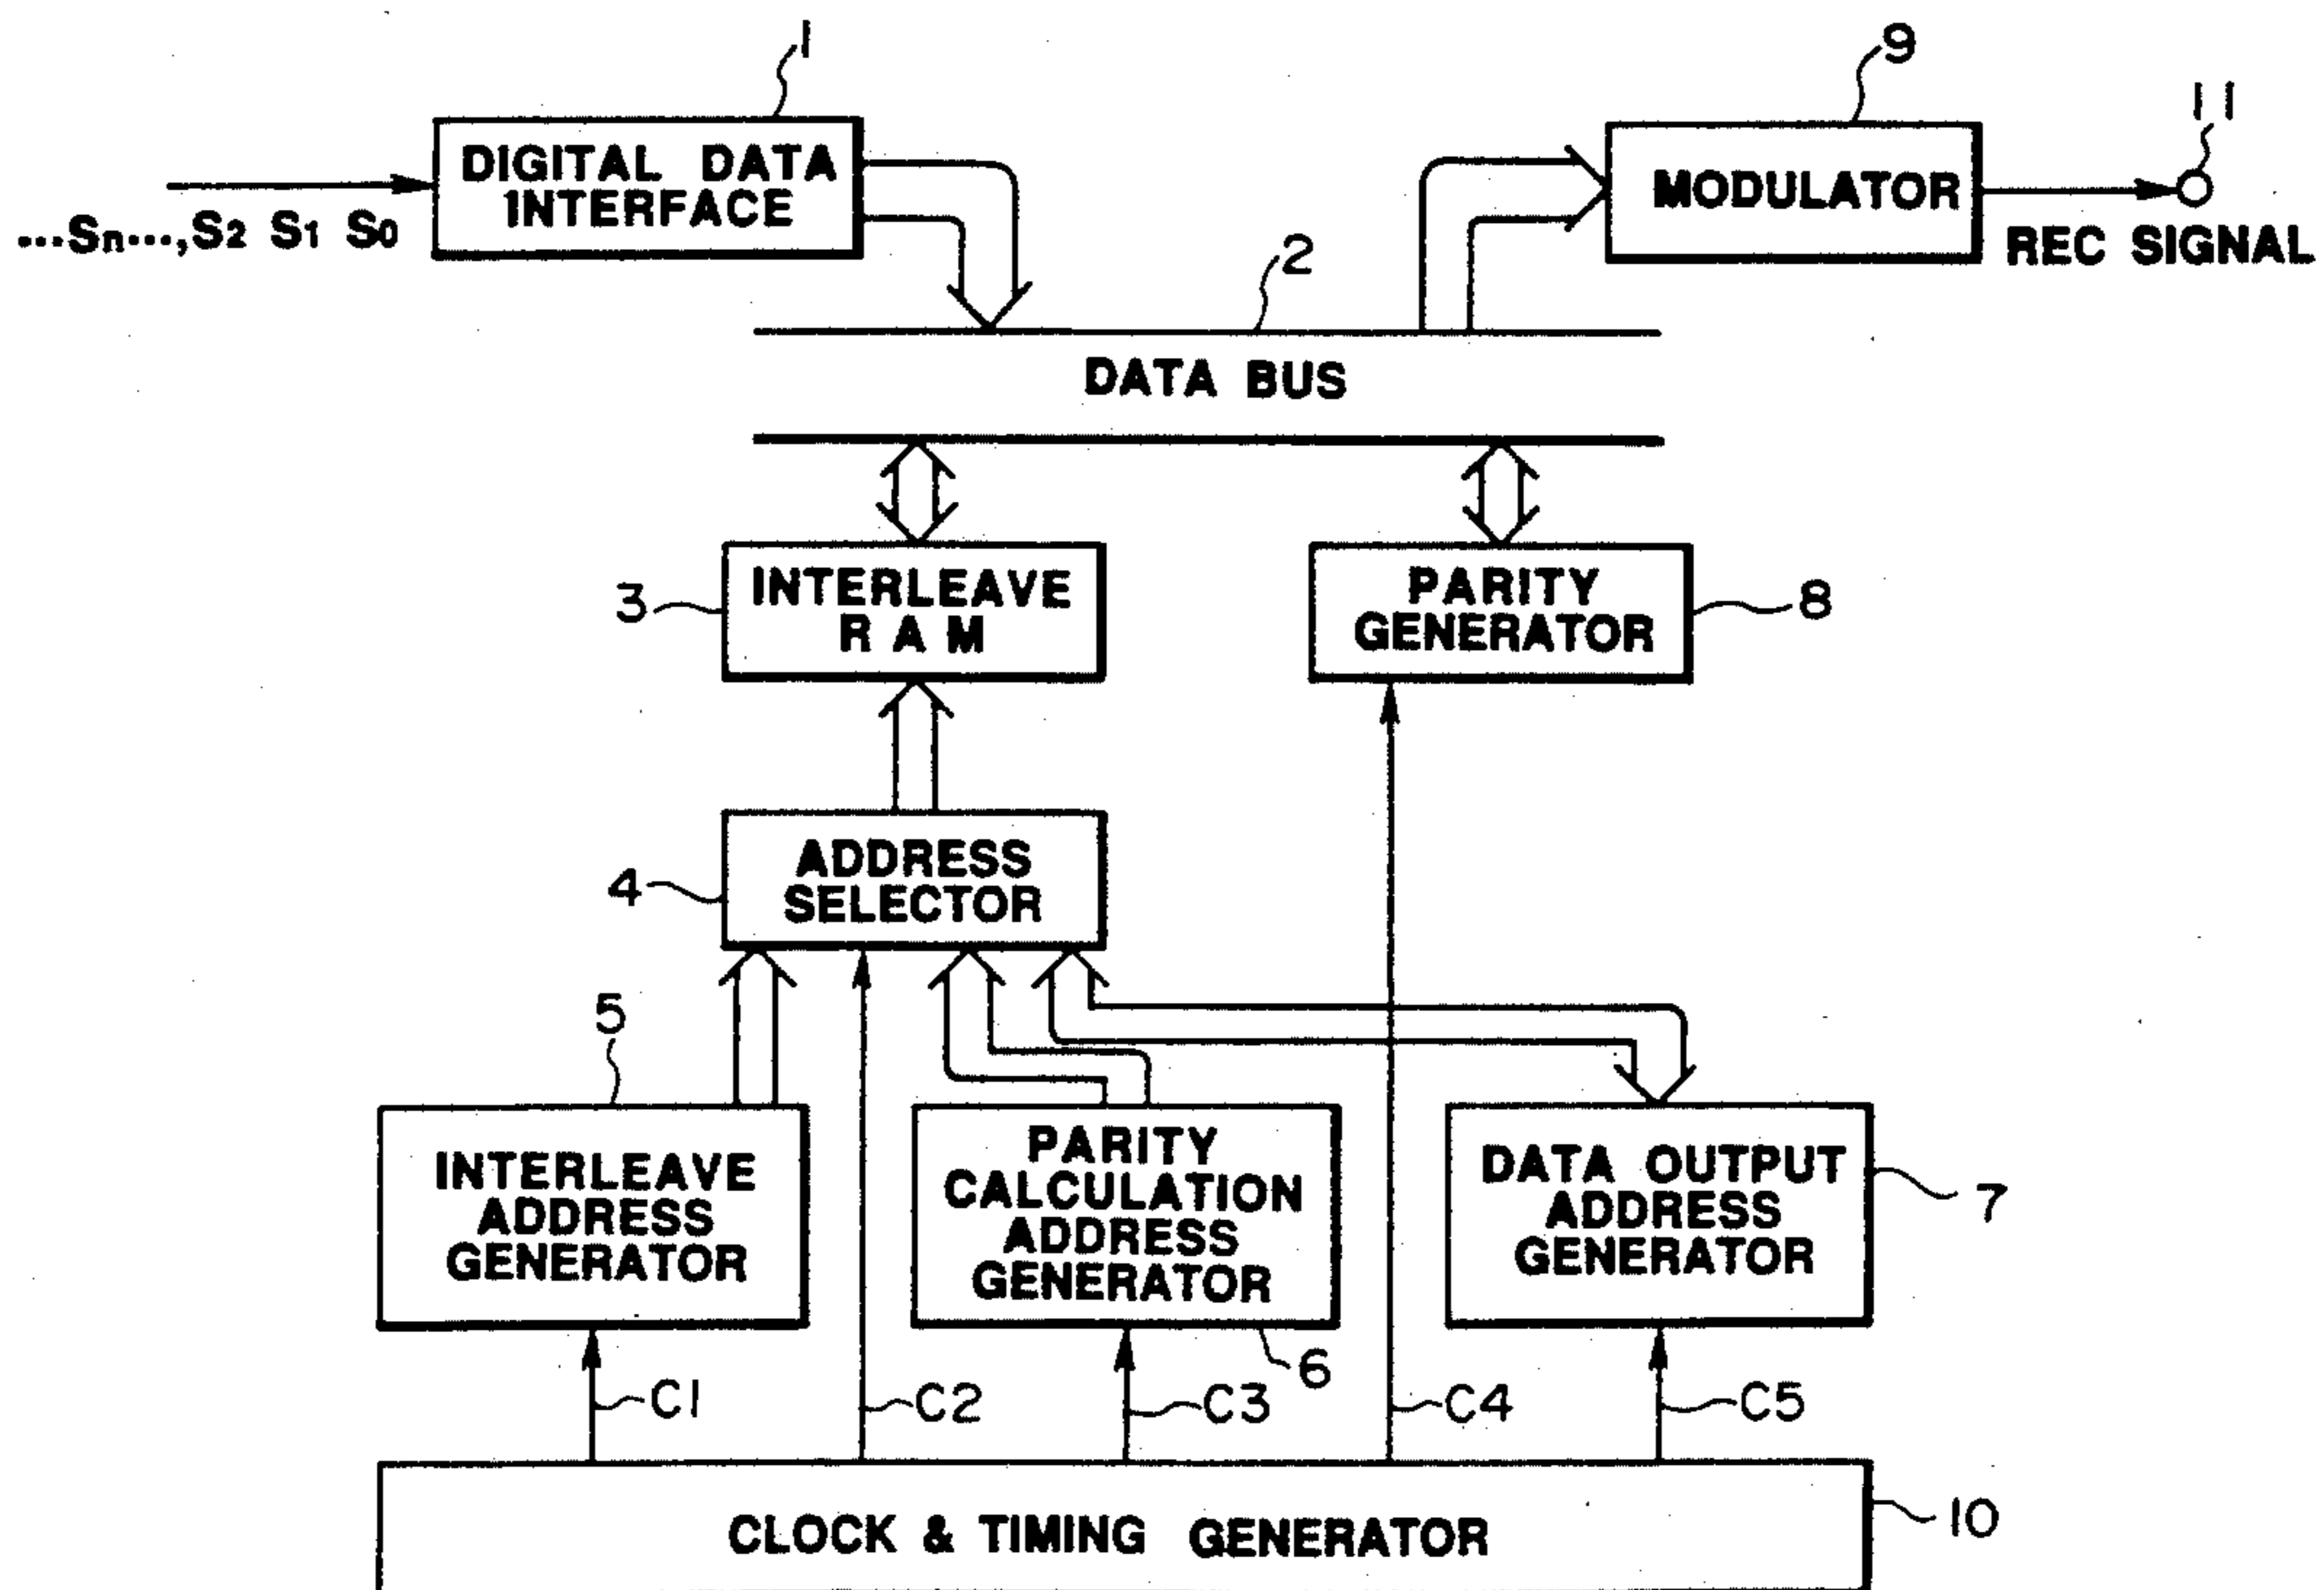 1
9
11
DIGITAL DATA
INTERFACE
MODULATOR
...Sn...,S2 S1 S0
REC SIGNAL
2
DATA BUS
3
INTERLEAVE
RAM
PARITY
GENERATOR
8
4
ADDRESS
SELECTOR
5
INTERLEAVE
ADDRESS
GENERATOR
PARITY
CALCULATION
ADDRESS
GENERATOR
DATA OUTPUT
ADDRESS
GENERATOR
7
6
C1
C2
C3
C4
C5
CLOCK & TIMING GENERATOR
10